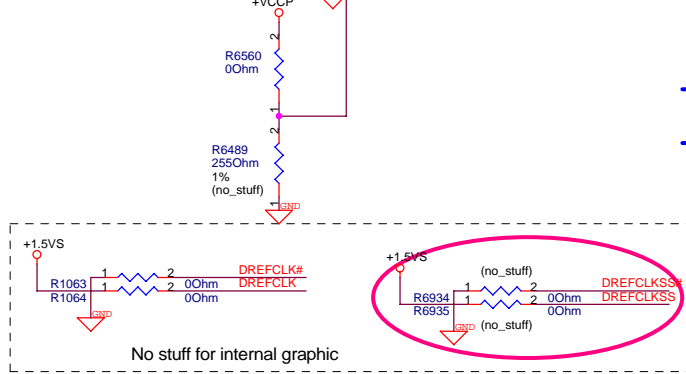 +VCCP
2
R6560
0Ohm
1
2
R6489
255Ohm
1%
(no_stuff)
1
GND
+1.5VS
1
2
DREFCLK#
R1063
0Ohm
DREFCLK
1
2
R1064
0Ohm
GND
+1.5VS
(no_stuff)
1
2
DREFCLKSS#
R6934
0Ohm
DREFCLKSS
1
2
R6935
0Ohm
GND
(no_stuff)
No stuff for internal graphic